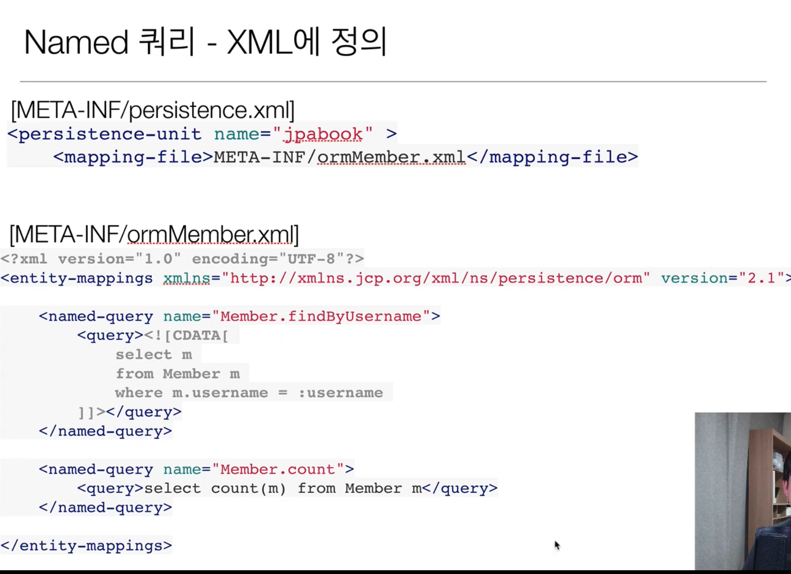 Named 쿼리 - XML에 정의
[META-INF/persistence.xml]
<persistence-unit name="jpabook" >
<mapping-file>META-INF/ormMember.xml</mapping-file>
[META-INF/ormMember.xml]
<?xml version="1.0" encoding="UTF-8"?>
<entity-mappings xmlns="http://xmlns.jcp.org/xml/ns/persistence/orm" version="2.1">
<named-query name="Member.findByUsername">
<query><![CDATA[
select m
from Member m
where m.username = :username
]]></query>
</named-query>
<named-query name="Member.count">
<query>select count(m) from Member m</query>
</named-query>
</entity-mappings>